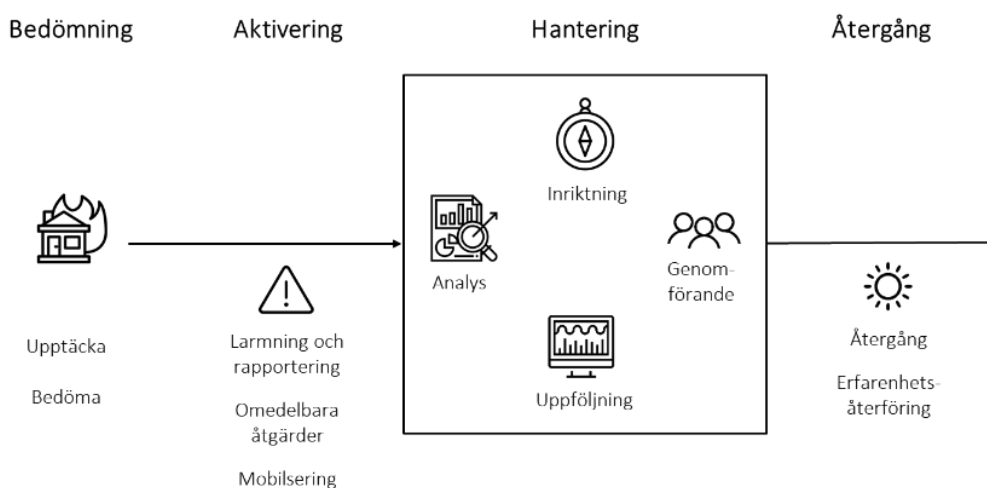 Bedömning
Aktivering
Hantering
Återgång
Upptäcka
Bedöma
Larmning och
rapportering
Omedelbara
åtgärder
Mobilsering
Inriktning
Analys
Genom-
förande
Uppföljning
Återgång
Erfarenhets-
återföring